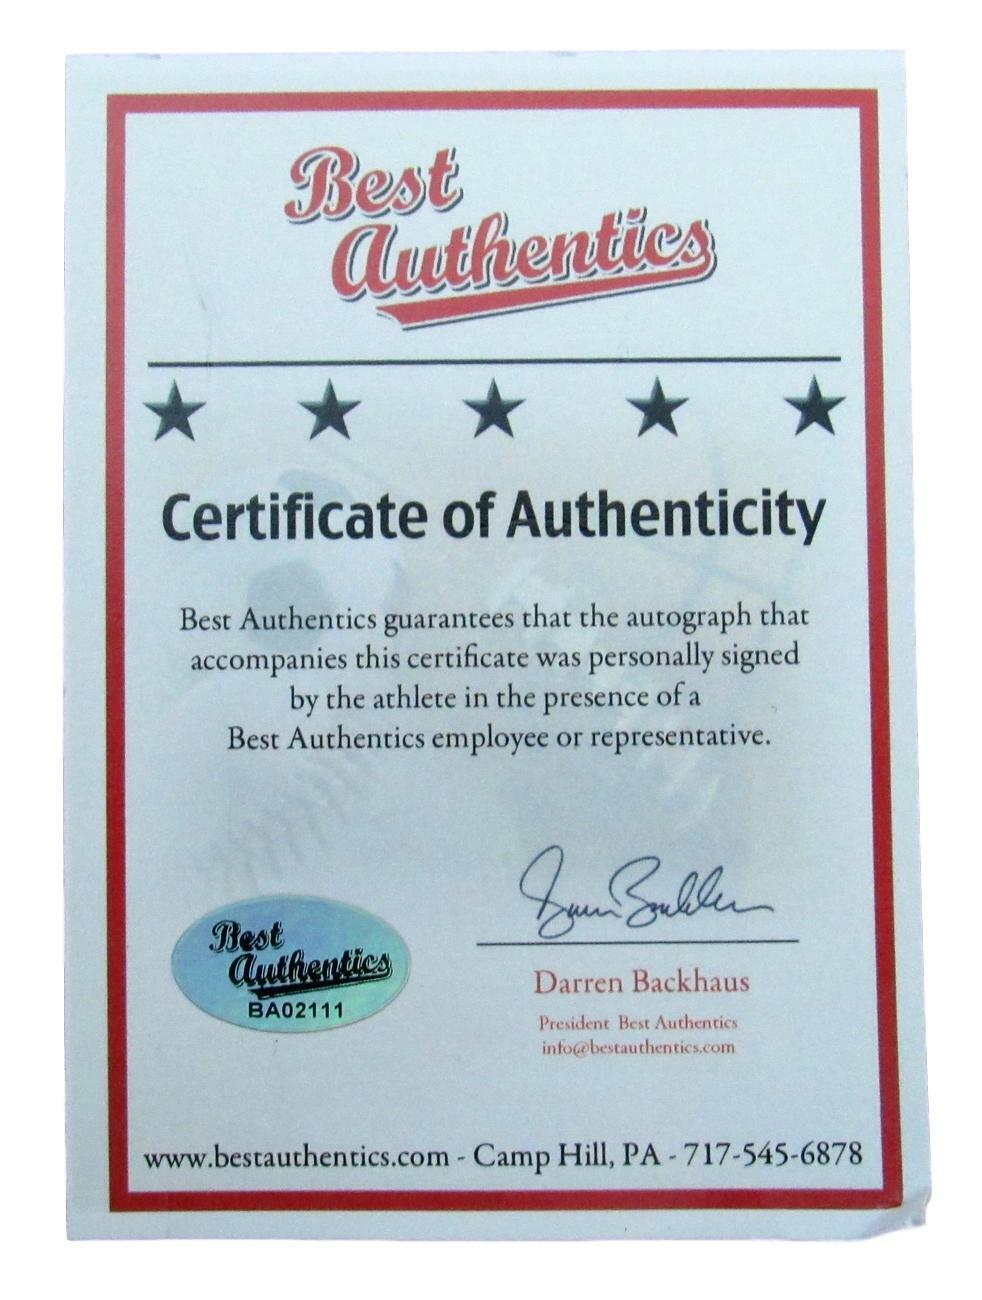 Best
Authentics
Certificate of Authenticity
Best Authentics guarantees that the autograph that
accompanies this certificate was personally signed
by the athlete in the presence of a
Best Authentics employee or representative.
Best
Authentics
BA02111
Darren Backhaus
President Best Authentics
info@bestauthentics.com
www.bestauthentics.com - Camp Hill, PA - 717-545-6878